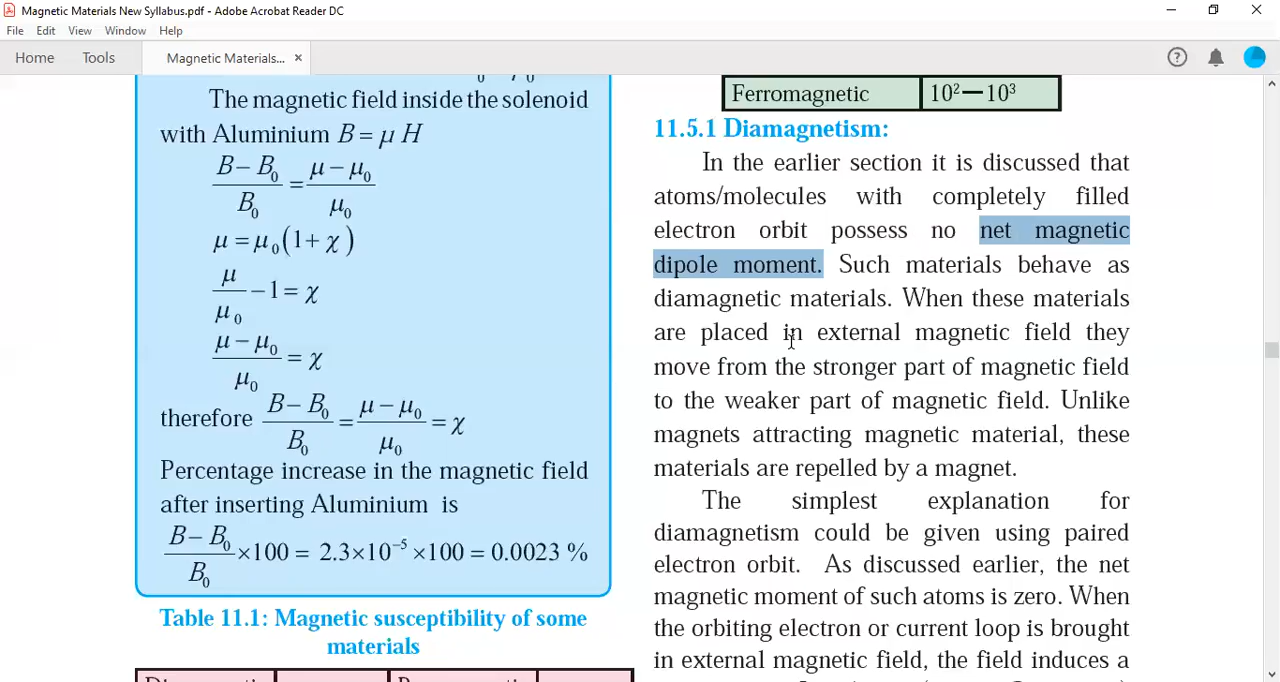 Magnetic Materials New Syllabus.pdf - Adobe Acrobat Reader DC
File Edit View Window Help
Home Tools Magnetic Materials... ×
The magnetic field inside the solenoid
with Aluminium B = μ H
(B − B₀)/B₀ = (μ − μ₀)/μ₀
μ = μ₀(1 + χ)
μ/μ₀ − 1 = χ
(μ − μ₀)/μ₀ = χ
therefore (B − B₀)/B₀ = (μ − μ₀)/μ₀ = χ
Percentage increase in the magnetic field
after inserting Aluminium is
(B − B₀)/B₀ ×100 = 2.3×10⁻⁵ ×100 = 0.0023 %
Table 11.1: Magnetic susceptibility of some
materials
Ferromagnetic 10²—10³
11.5.1 Diamagnetism:
In the earlier section it is discussed that
atoms/molecules with completely filled
electron orbit possess no net magnetic
dipole moment. Such materials behave as
diamagnetic materials. When these materials
are placed in external magnetic field they
move from the stronger part of magnetic field
to the weaker part of magnetic field. Unlike
magnets attracting magnetic material, these
materials are repelled by a magnet.
The simplest explanation for
diamagnetism could be given using paired
electron orbit. As discussed earlier, the net
magnetic moment of such atoms is zero. When
the orbiting electron or current loop is brought
in external magnetic field, the field induces a